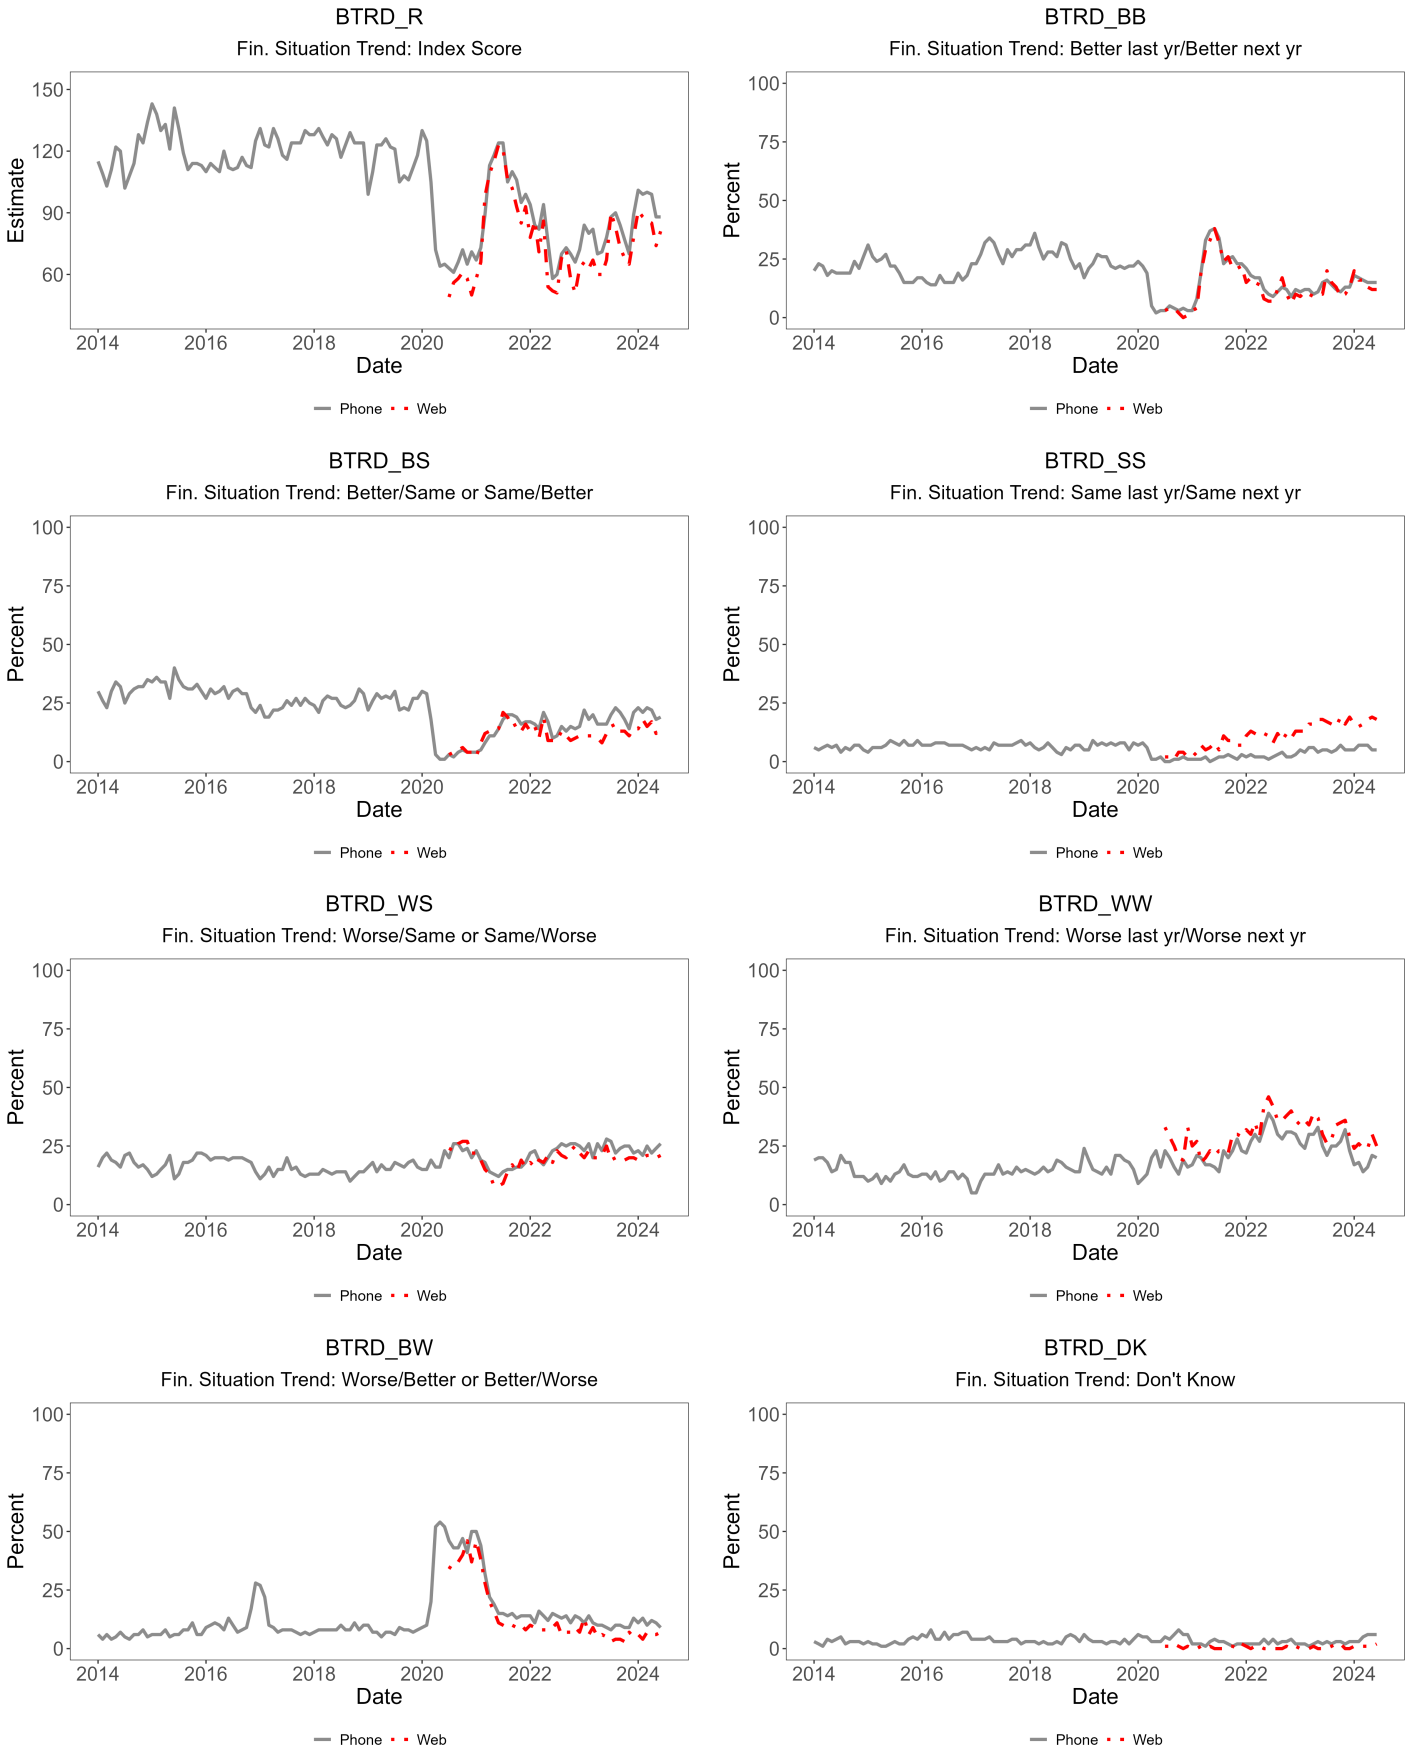 BTRD_R
Fin. Situation Trend: Index Score
150
120
90
60
Estimate
2014 2016 2018 2020 2022 2024
Date
Phone Web
BTRD_BB
Fin. Situation Trend: Better last yr/Better next yr
100
75
50
25
0
Percent
2014 2016 2018 2020 2022 2024
Date
Phone Web
BTRD_BS
Fin. Situation Trend: Better/Same or Same/Better
100
75
50
25
0
Percent
2014 2016 2018 2020 2022 2024
Date
Phone Web
BTRD_SS
Fin. Situation Trend: Same last yr/Same next yr
100
75
50
25
0
Percent
2014 2016 2018 2020 2022 2024
Date
Phone Web
BTRD_WS
Fin. Situation Trend: Worse/Same or Same/Worse
100
75
50
25
0
Percent
2014 2016 2018 2020 2022 2024
Date
Phone Web
BTRD_WW
Fin. Situation Trend: Worse last yr/Worse next yr
100
75
50
25
0
Percent
2014 2016 2018 2020 2022 2024
Date
Phone Web
BTRD_BW
Fin. Situation Trend: Worse/Better or Better/Worse
100
75
50
25
0
Percent
2014 2016 2018 2020 2022 2024
Date
Phone Web
BTRD_DK
Fin. Situation Trend: Don't Know
100
75
50
25
0
Percent
2014 2016 2018 2020 2022 2024
Date
Phone Web